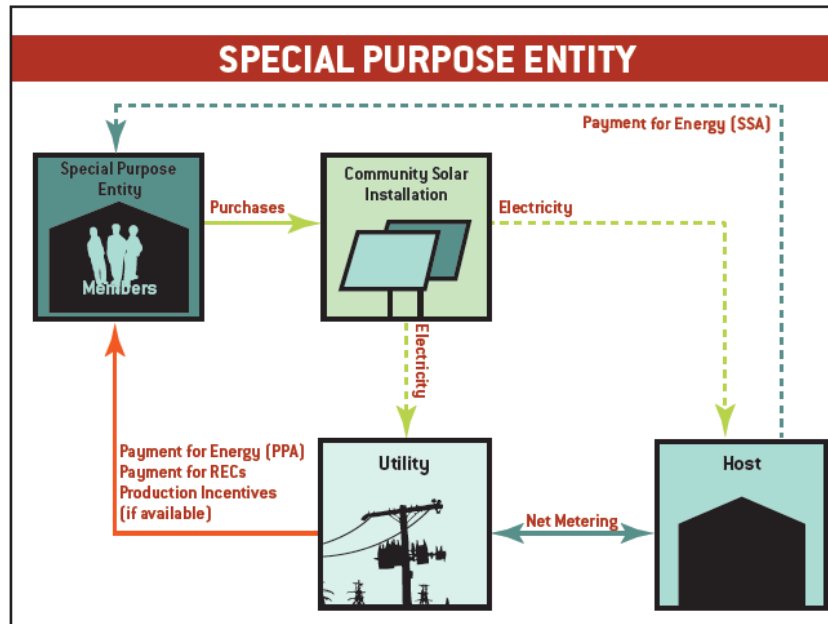 SPECIAL PURPOSE ENTITY
Payment for Energy (SSA)
Special Purpose
Entity
Members
Purchases
Community Solar
Installation
Electricity
Electricity
Payment for Energy (PPA)
Payment for RECs
Production Incentives
(if available)
Utility
Net Metering
Host